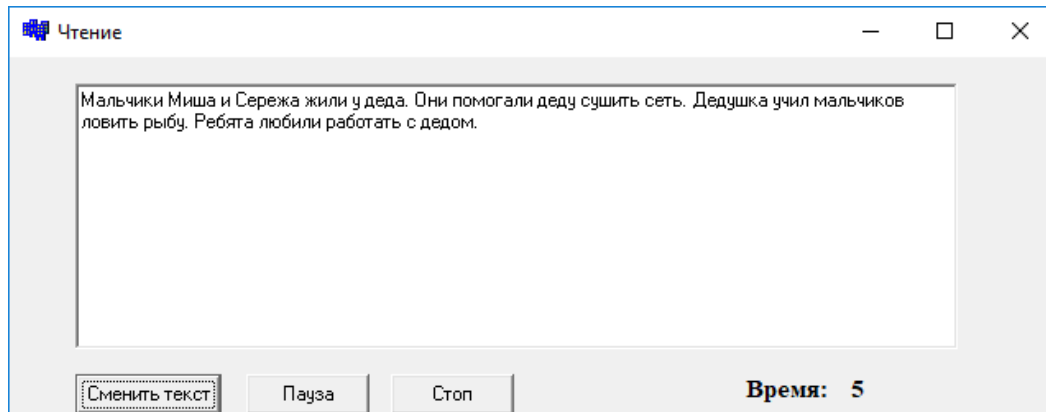 Чтение
Мальчики Миша и Сережа жили у деда. Они помогали деду сушить сеть. Дедушка учил мальчиков
ловить рыбу. Ребята любили работать с дедом.
Сменить текст Пауза Стоп Время: 5